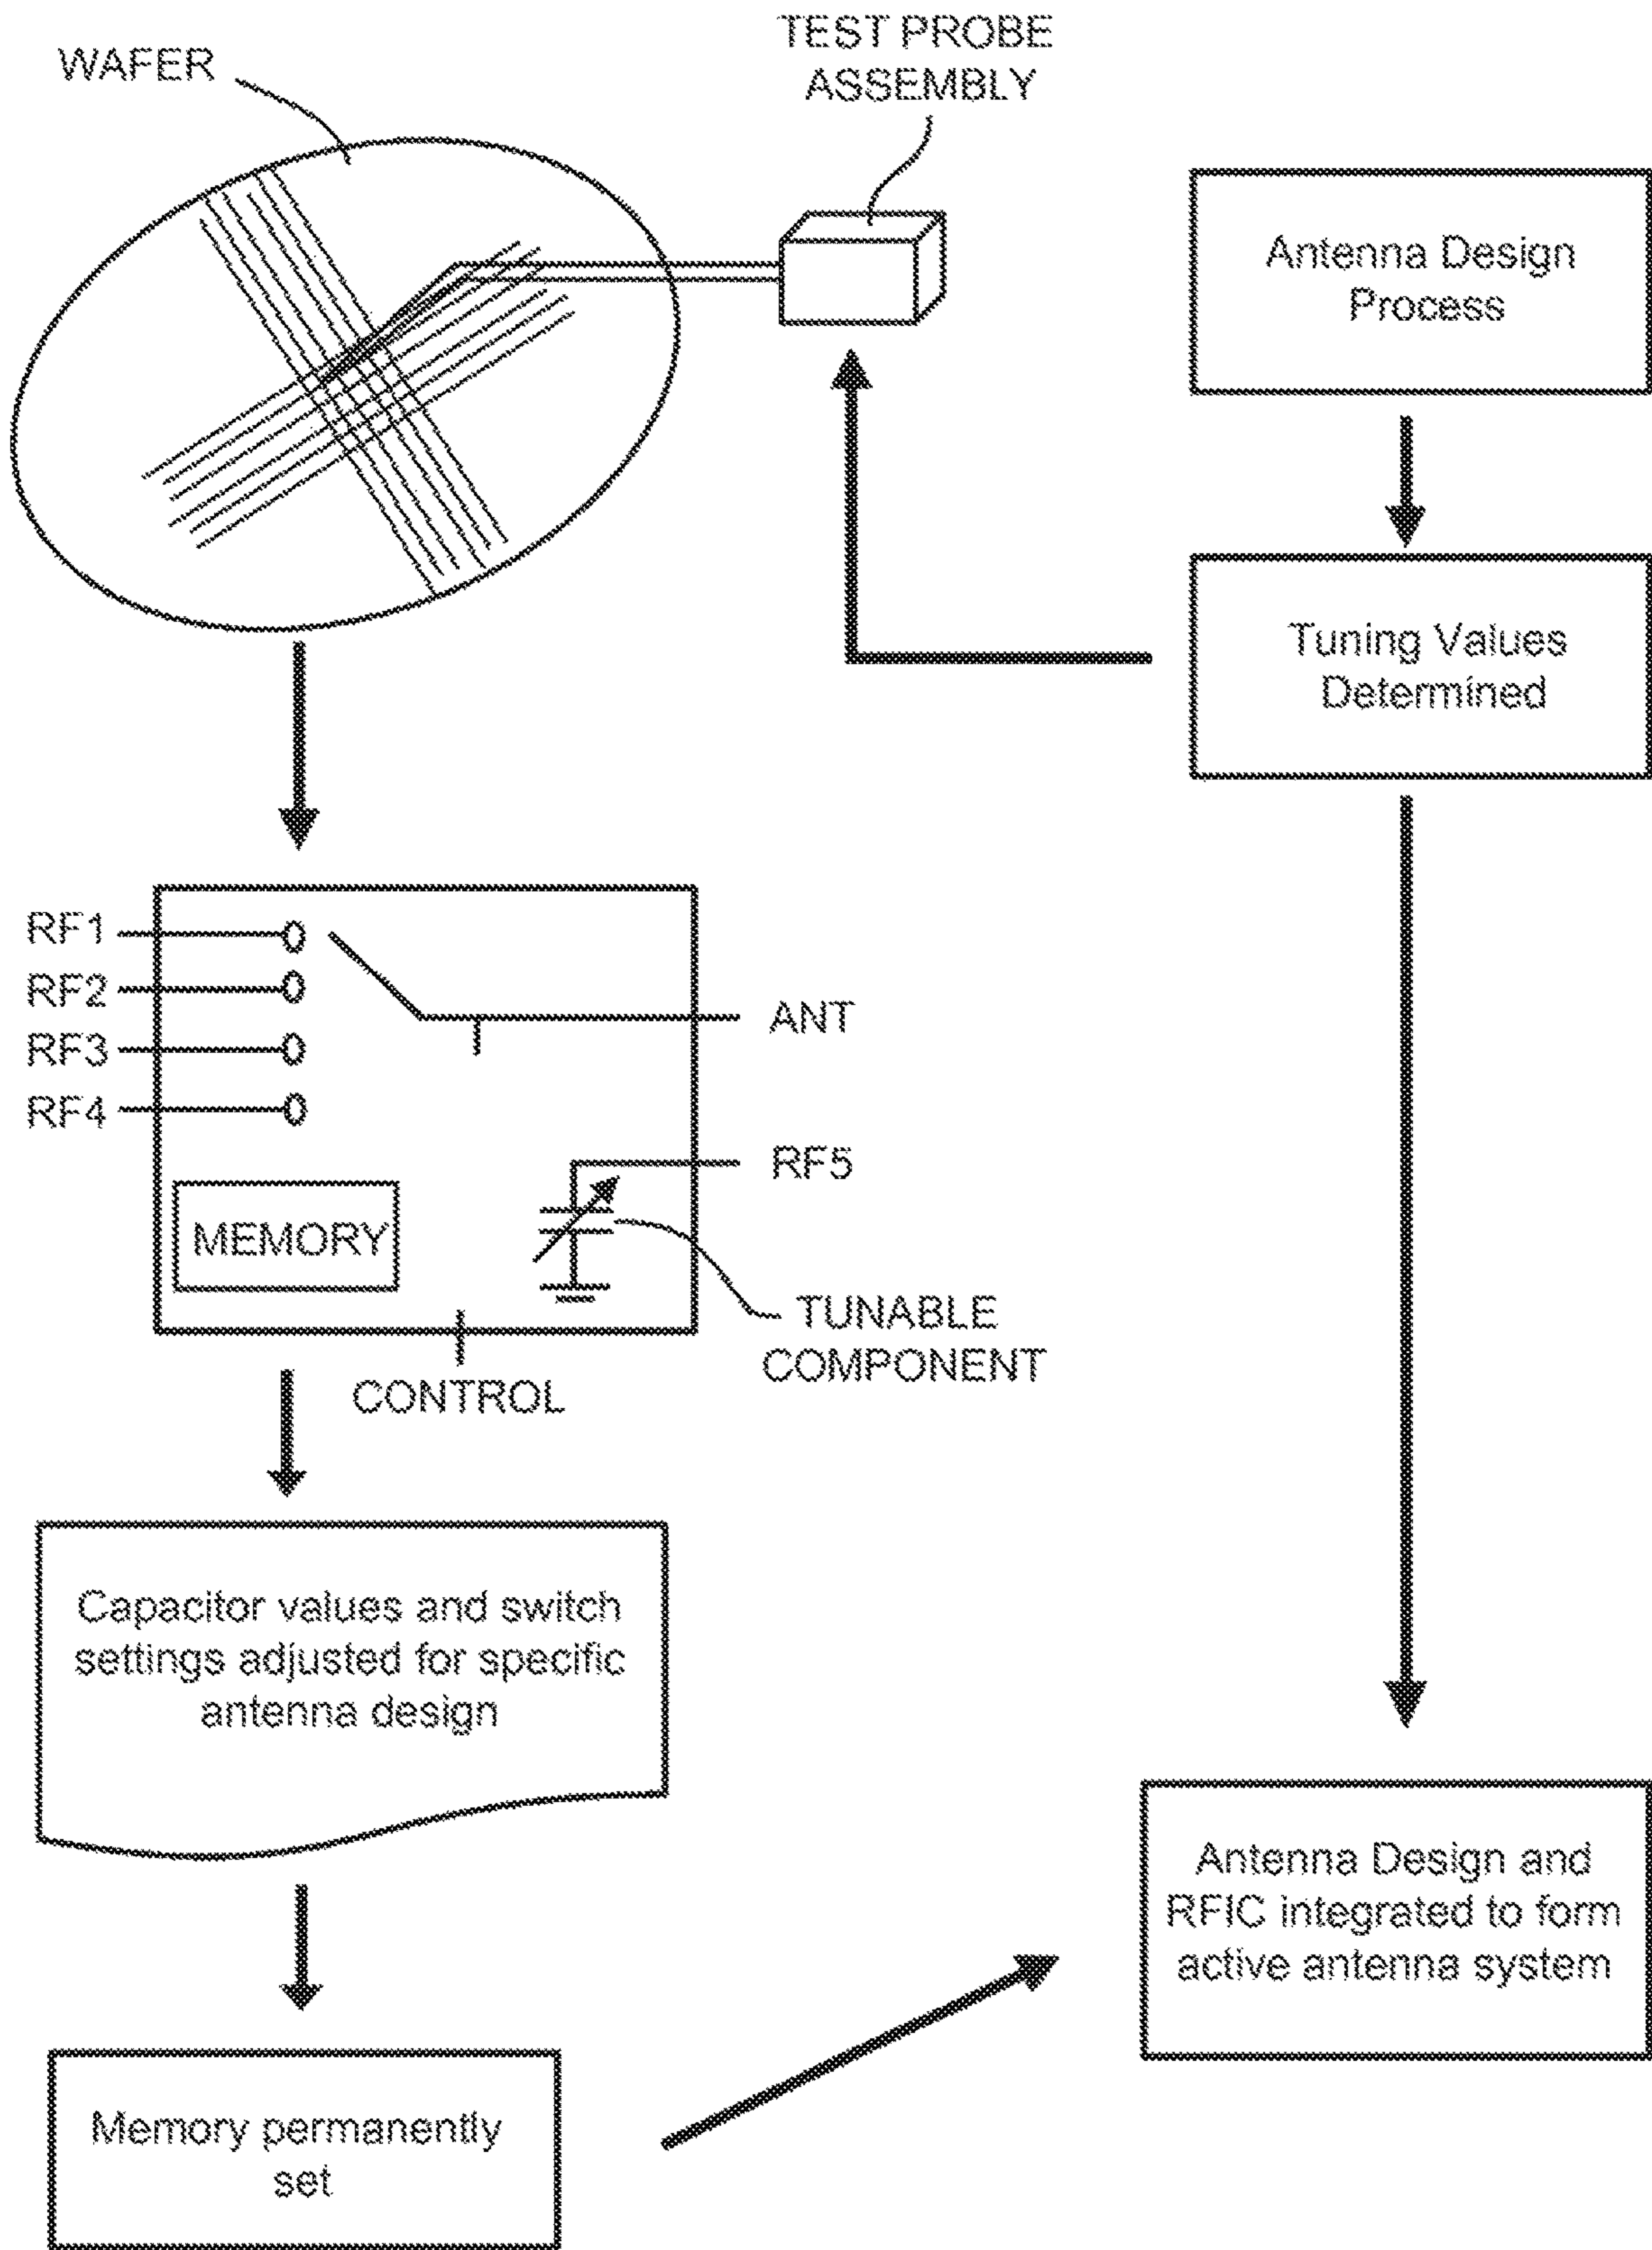 WAFER
TEST PROBE
ASSEMBLY
Antenna Design
Process
Tuning Values
Determined
RF1
RF2
RF3
RF4
ANT
RF5
MEMORY
TUNABLE
COMPONENT
CONTROL
Capacitor values and switch
settings adjusted for specific
antenna design
Antenna Design and
RFIC integrated to form
active antenna system
Memory permanently
set